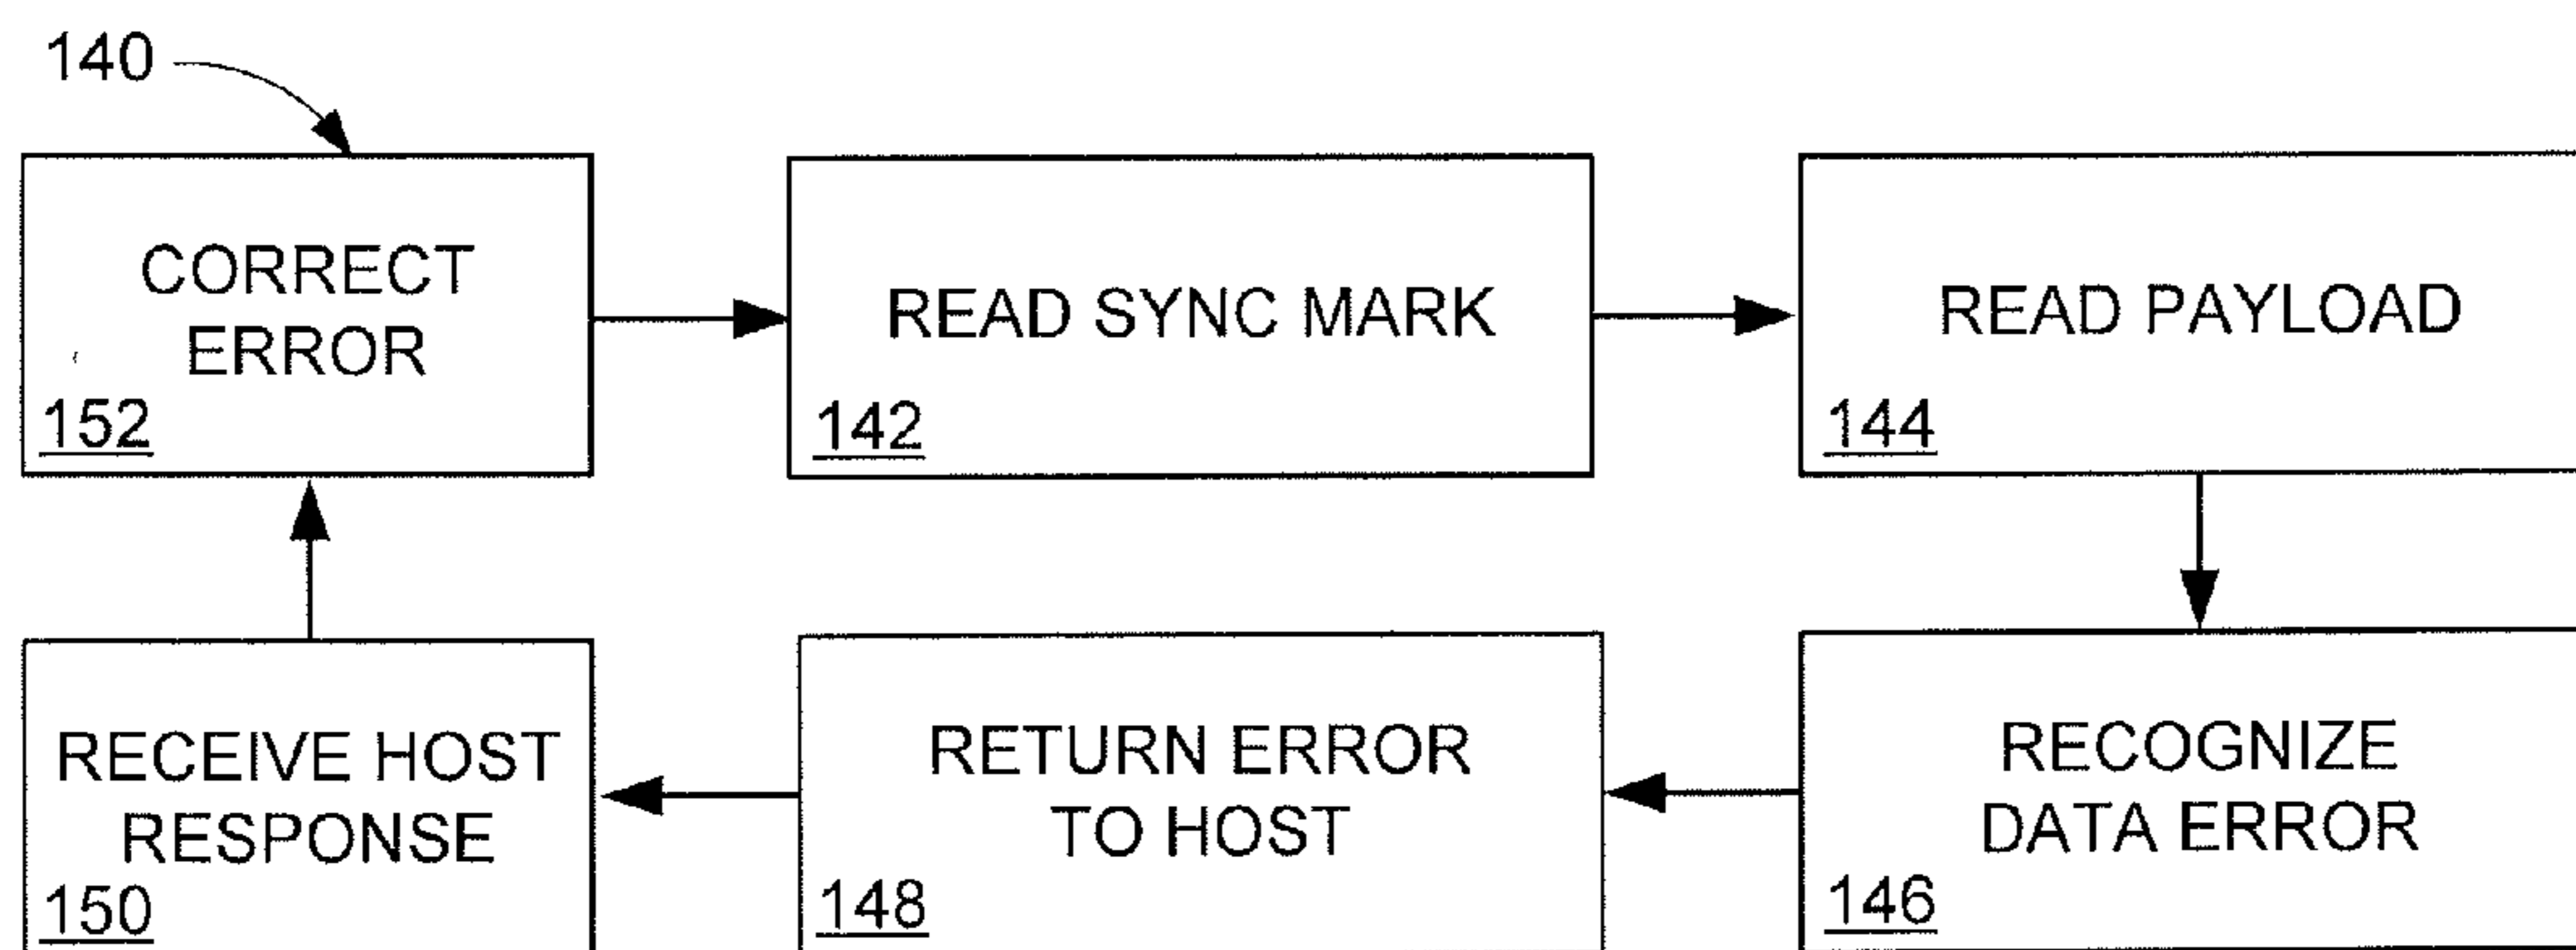 140
CORRECT
ERROR
152
READ SYNC MARK
142
READ PAYLOAD
144
RECEIVE HOST
RESPONSE
150
RETURN ERROR
TO HOST
148
RECOGNIZE
DATA ERROR
146